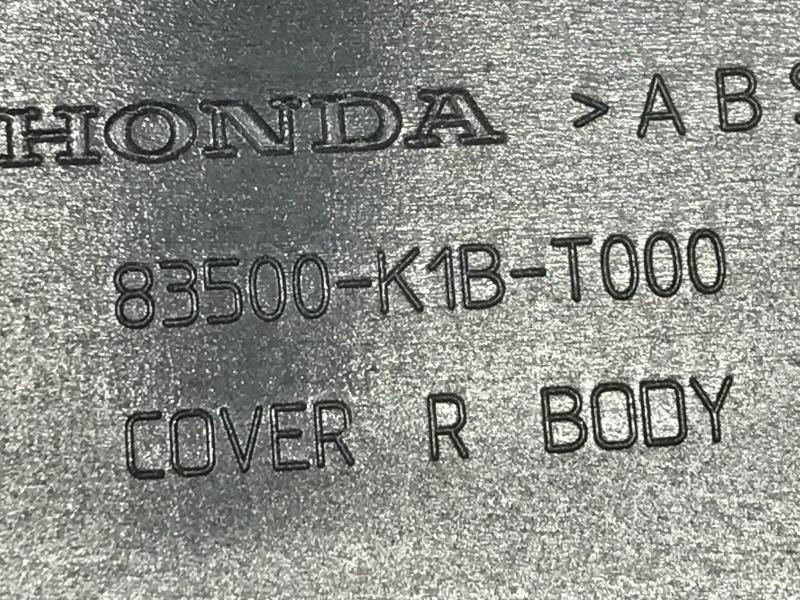 HONDA >ABS
83500-K1B-T000
COVER R BODY